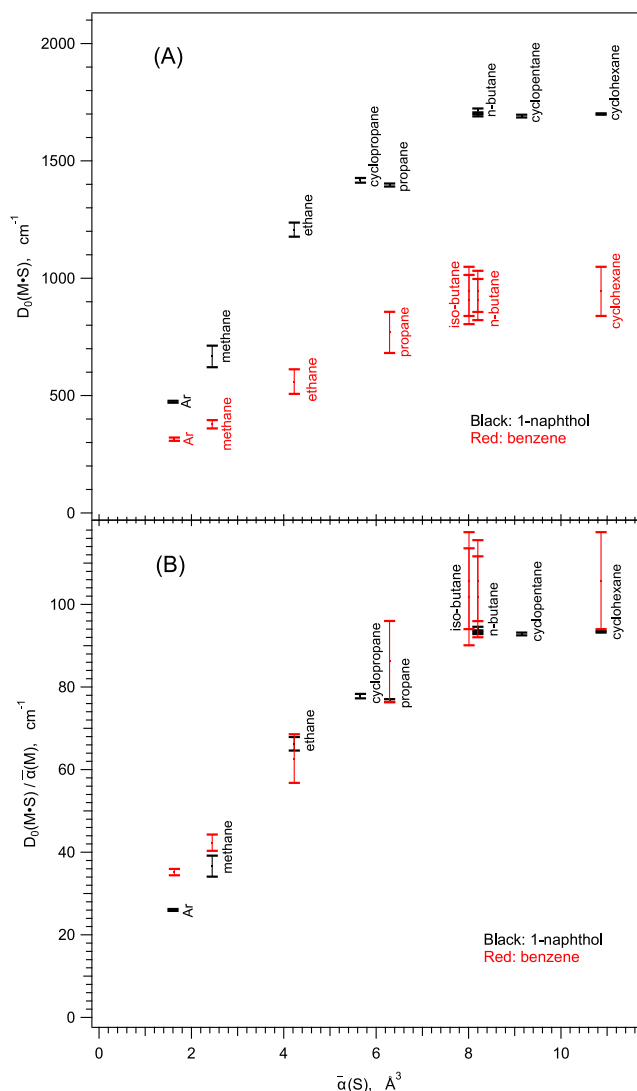 (A)
2000
1500
1000
500
0
D₀(M•S), cm⁻¹
Ar
methane
ethane
cyclopropane
propane
n-butane
cyclopentane
cyclohexane
Ar
methane
ethane
propane
iso-butane
n-butane
cyclohexane
Black: 1-naphthol
Red: benzene
(B)
100
80
60
40
20
0
D₀(M•S) / α̅(M), cm⁻¹
Ar
methane
ethane
cyclopropane
propane
iso-butane
n-butane
cyclopentane
cyclohexane
Black: 1-naphthol
Red: benzene
0 2 4 6 8 10
α̅(S), Å³